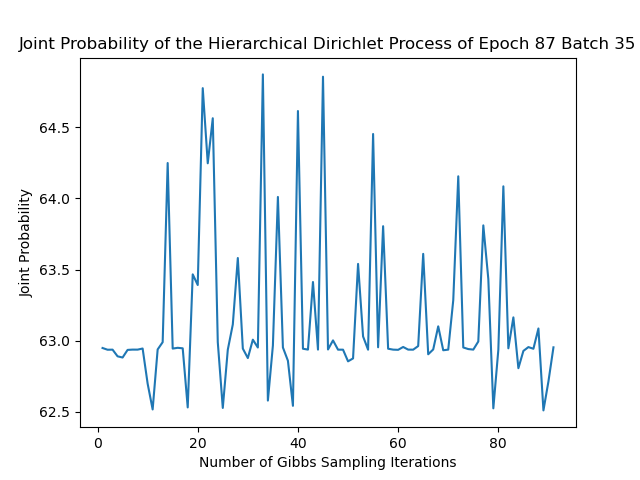 Joint Probability of the Hierarchical Dirichlet Process of Epoch 87 Batch 35
64.5
64.0
63.5
63.0
62.5
Joint Probability
0 20 40 60 80
Number of Gibbs Sampling Iterations